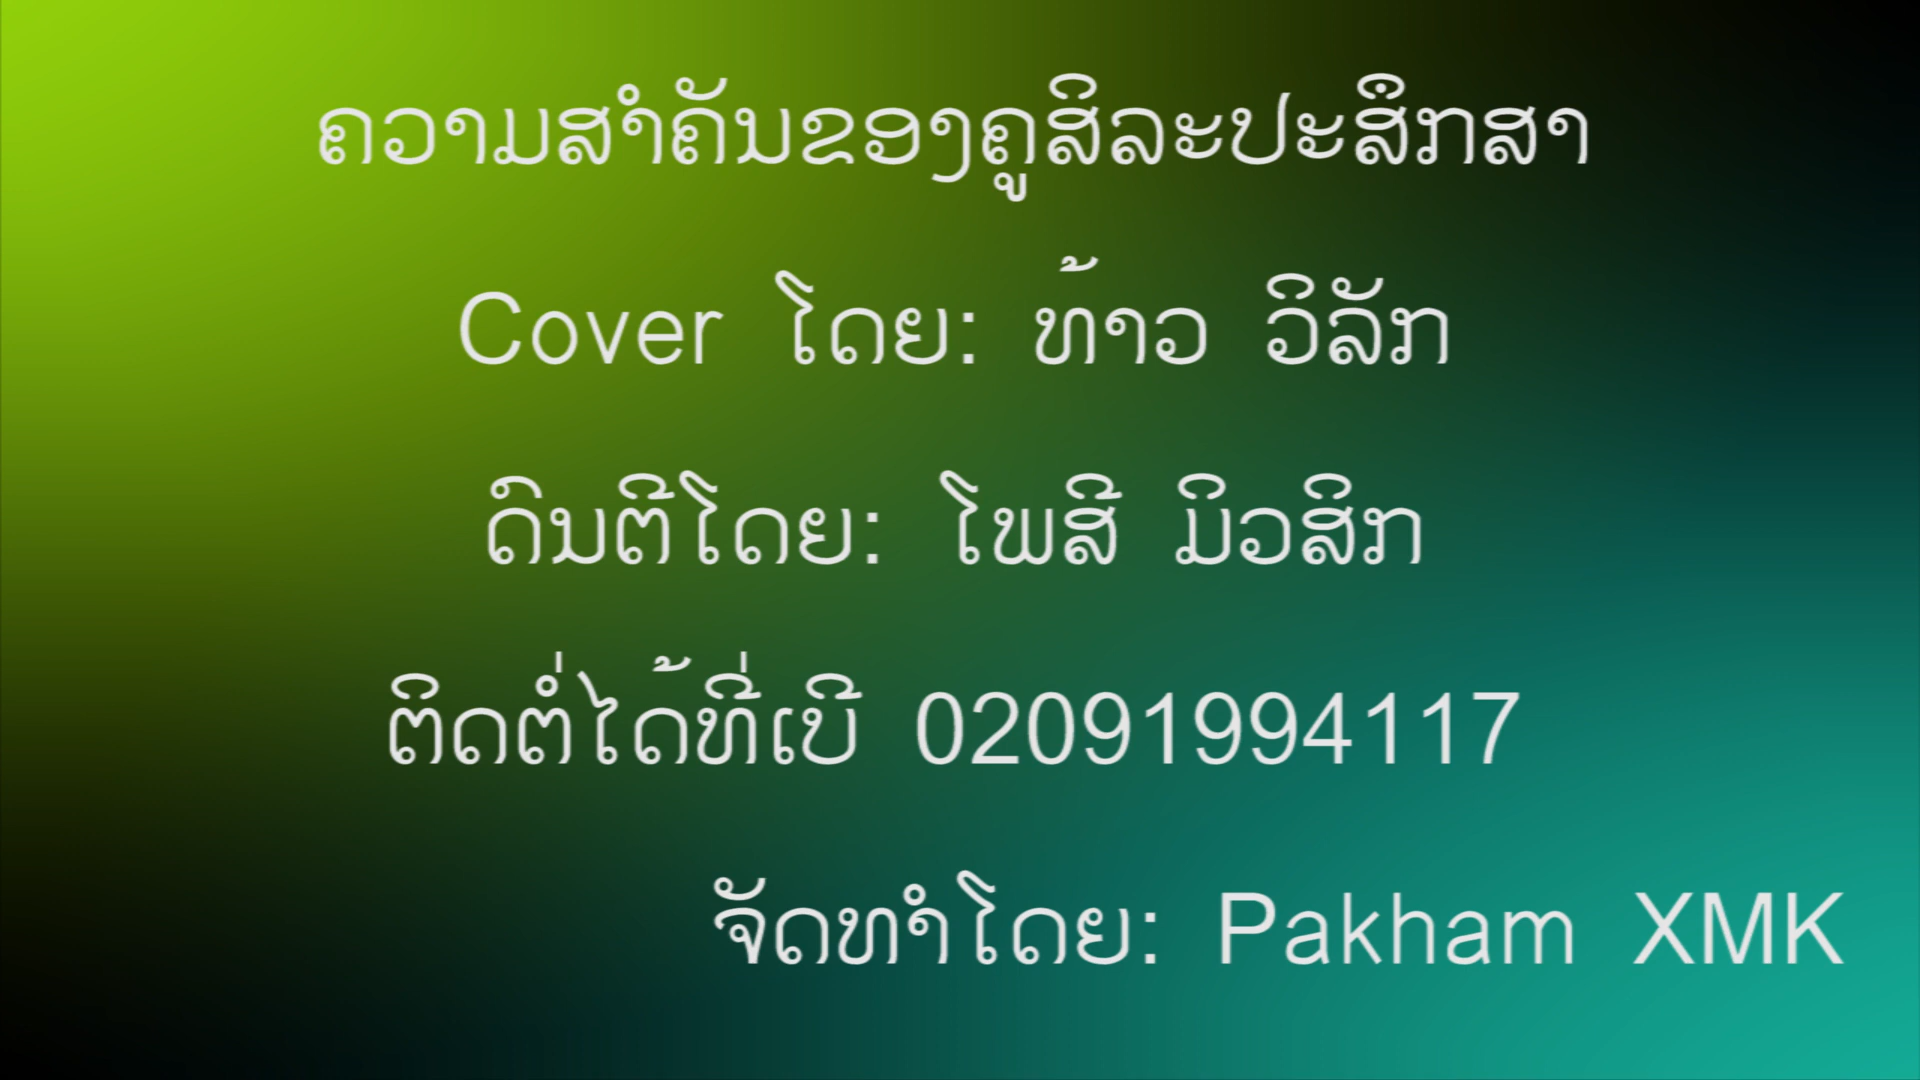 ຄວາມສຳຄັນຂອງຄູສິລະປະສຶກສາ
Cover ໂດຍ: ທ້າວ ວິລັກ
ດົນຕີໂດຍ: ໂພສີ ມິວສິກ
ຕິດຕໍ່ໄດ້ທີ່ເບີ 02091994117
ຈັດທຳໂດຍ: Pakham XMK